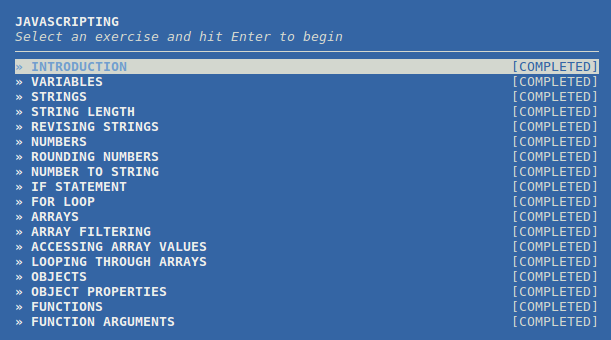 JAVASCRIPTING
Select an exercise and hit Enter to begin
» INTRODUCTION [COMPLETED]
» VARIABLES [COMPLETED]
» STRINGS [COMPLETED]
» STRING LENGTH [COMPLETED]
» REVISING STRINGS [COMPLETED]
» NUMBERS [COMPLETED]
» ROUNDING NUMBERS [COMPLETED]
» NUMBER TO STRING [COMPLETED]
» IF STATEMENT [COMPLETED]
» FOR LOOP [COMPLETED]
» ARRAYS [COMPLETED]
» ARRAY FILTERING [COMPLETED]
» ACCESSING ARRAY VALUES [COMPLETED]
» LOOPING THROUGH ARRAYS [COMPLETED]
» OBJECTS [COMPLETED]
» OBJECT PROPERTIES [COMPLETED]
» FUNCTIONS [COMPLETED]
» FUNCTION ARGUMENTS [COMPLETED]